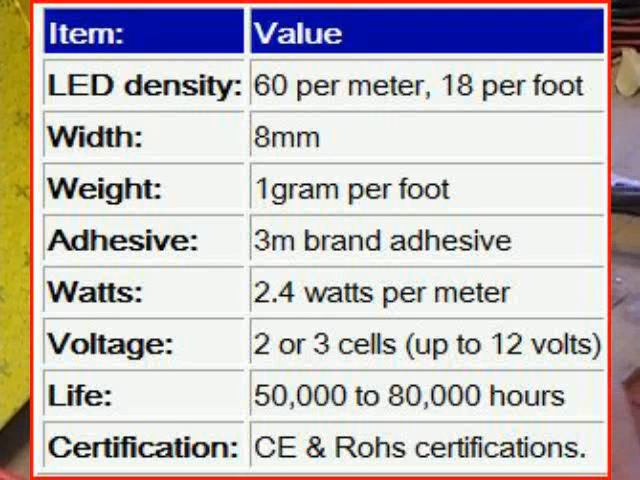 Item: Value
LED density: 60 per meter, 18 per foot
Width: 8mm
Weight: 1gram per foot
Adhesive: 3m brand adhesive
Watts: 2.4 watts per meter
Voltage: 2 or 3 cells (up to 12 volts)
Life: 50,000 to 80,000 hours
Certification: CE & Rohs certifications.